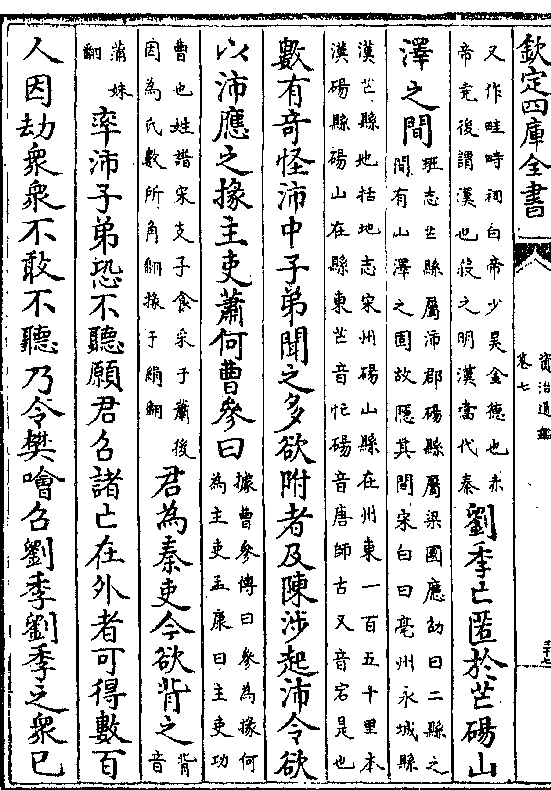 欽定四庫全書
資治通鑑
卷七
又作畦畤祠白帝少昊金德也赤
帝堯後謂漢也殺之明漢當代秦
劉季亡匿於芒碭山
澤之間
班志芒縣屬沛郡碭縣屬梁國應劭曰二縣之
間有山澤之固故隱其間宋白曰亳州永城縣
漢芒縣地括地志宋州碭山縣在州東一百五十里本
漢碭縣碭山在縣東芒音忙碭音唐師古又音宕是也
數有奇怪沛中子弟聞之多欲附者及陳涉起沛令欲
以沛應之掾主吏蕭何曹參曰
據曹參傳曰參為掾何
為主吏孟康曰主吏功
曹也姓譜宋支子食采于蕭後
因為氏數所角翻掾于絹翻
君為秦吏今欲背之
背
音
蒲妹
翻
率沛子弟恐不聽願君召諸亡在外者可得數百
人因劫衆衆不敢不聽乃令樊噲召劉季劉季之衆已